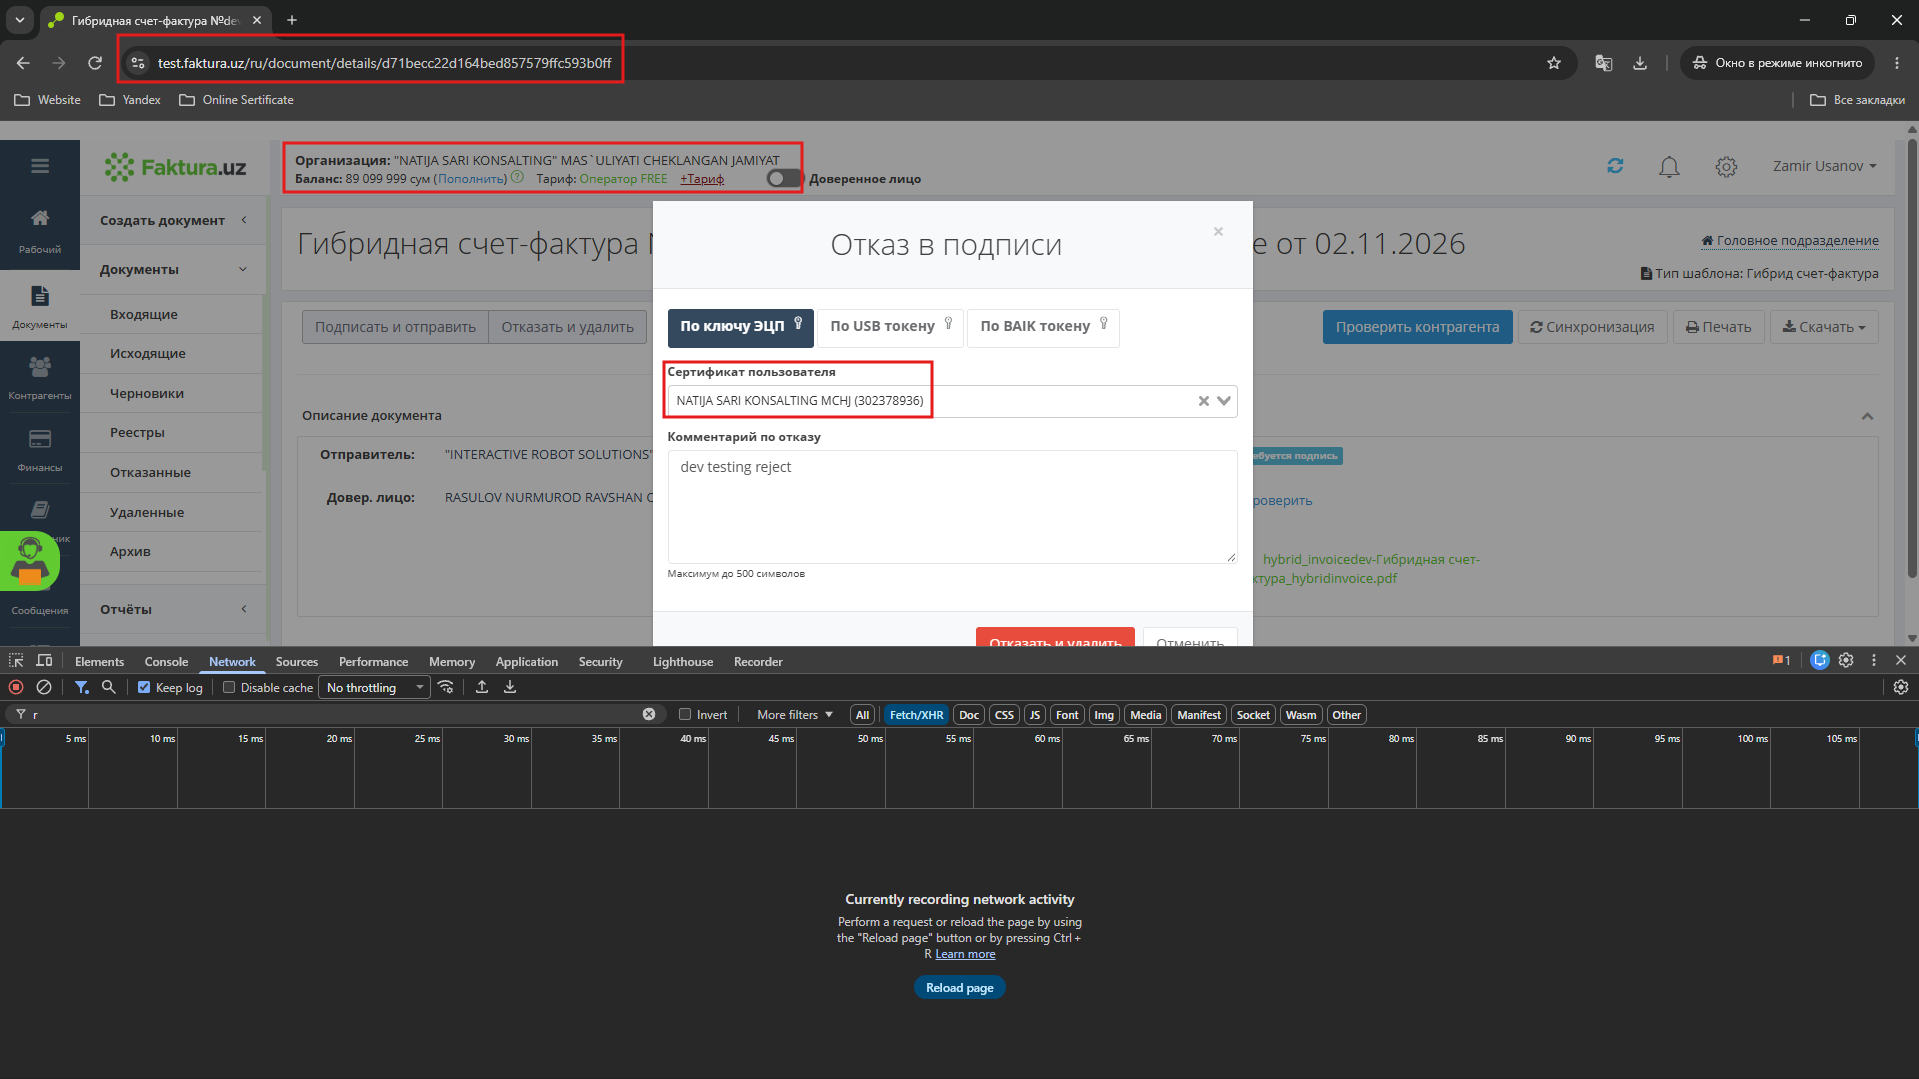 Гибридная счет-фактура №dev
test.faktura.uz/ru/document/details/d71becc22d164bed857579ffc593b0ff
Окно в режиме инкогнито
Website
Yandex
Online Sertificate
Все закладки
Faktura.uz
Организация: "NATIJA SARI KONSALTING" MAS`ULIYATI CHEKLANGAN JAMIYAT
Баланс: 89 099 999 сум (Пополнить) ? Тариф: Оператор FREE +Тариф
Доверенное лицо
Zamir Usanov
Рабочий
Документы
Контрагенты
Финансы
ник
Сообщения
Создать документ
Документы
Входящие
Исходящие
Черновики
Реестры
Отказанные
Удаленные
Архив
Отчёты
Гибридная счет-фактура
е от 02.11.2026
Головное подразделение
Тип шаблона: Гибрид счет-фактура
Подписать и отправить
Отказать и удалить
Проверить контрагента
Синхронизация
Печать
Скачать
Описание документа
Отправитель: "INTERACTIVE ROBOT SOLUTIONS"
Довер. лицо: RASULOV NURMUROD RAVSHAN
ебуется подпись
роверить
hybrid_invoicedev-Гибридная счет-
ктура_hybridinvoice.pdf
Отказ в подписи
×
По ключу ЭЦП
По USB токену
По BAIK токену
Сертификат пользователя
NATIJA SARI KONSALTING MCHJ (302378936)
Комментарий по отказу
dev testing reject
Максимум до 500 символов
Отказать и удалить
Отменить
Elements Console Network Sources Performance Memory Application Security Lighthouse Recorder
1
Keep log
Disable cache
No throttling
r
Invert
More filters
All Fetch/XHR Doc CSS JS Font Img Media Manifest Socket Wasm Other
5 ms 10 ms 15 ms 20 ms 25 ms 30 ms 35 ms 40 ms 45 ms 50 ms 55 ms 60 ms 65 ms 70 ms 75 ms 80 ms 85 ms 90 ms 95 ms 100 ms 105 ms
Currently recording network activity
Perform a request or reload the page by using
the "Reload page" button or by pressing Ctrl +
R Learn more
Reload page